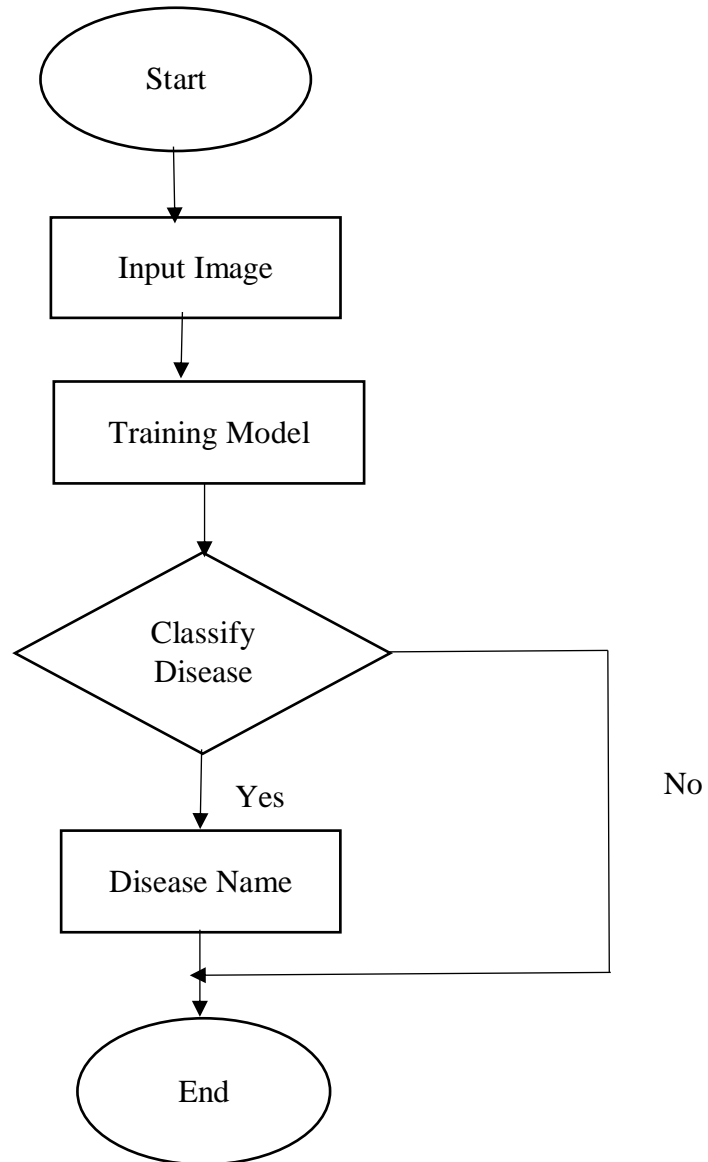 Start
Input Image
Training Model
Classify
Disease
Yes
No
Disease Name
End